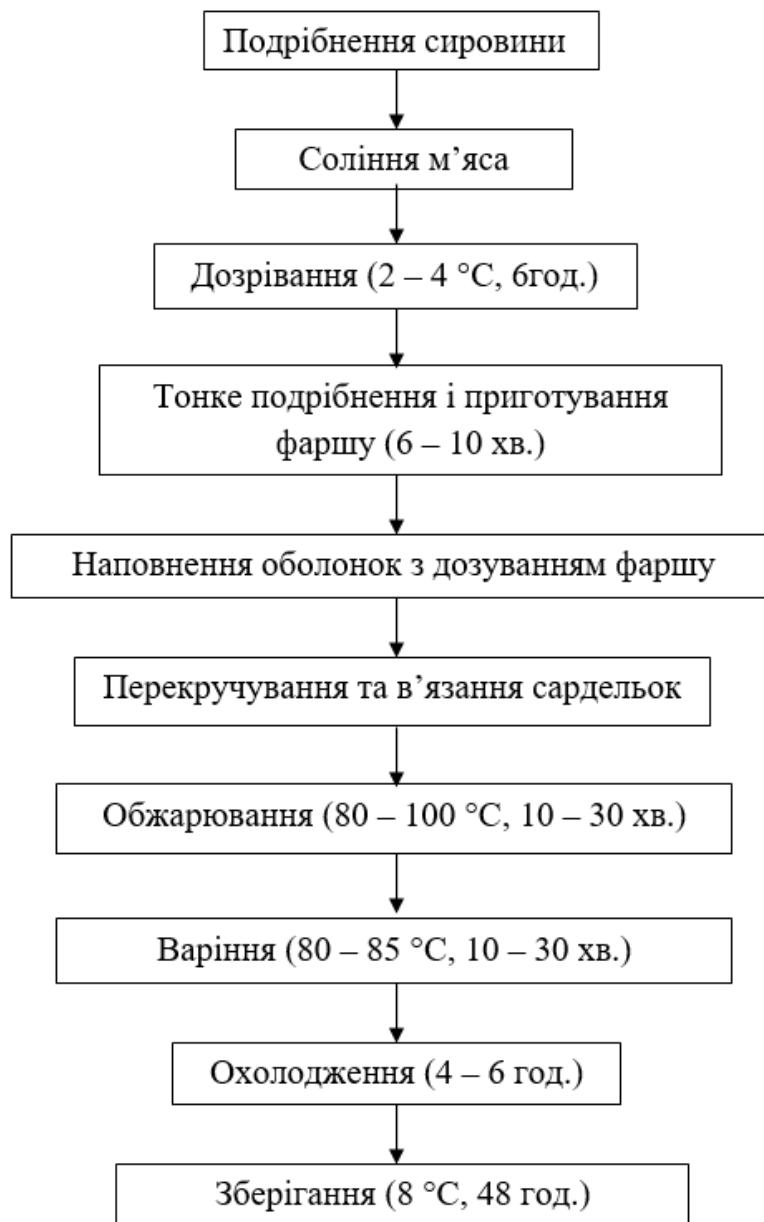 Подрібнення сировини
Соління м’яса
Дозрівання (2 – 4 °С, 6год.)
Тонке подрібнення і приготування
фаршу (6 – 10 хв.)
Наповнення оболонок з дозуванням фаршу
Перекручування та в’язання сардельок
Обжарювання (80 – 100 °С, 10 – 30 хв.)
Варіння (80 – 85 °С, 10 – 30 хв.)
Охолодження (4 – 6 год.)
Зберігання (8 °С, 48 год.)